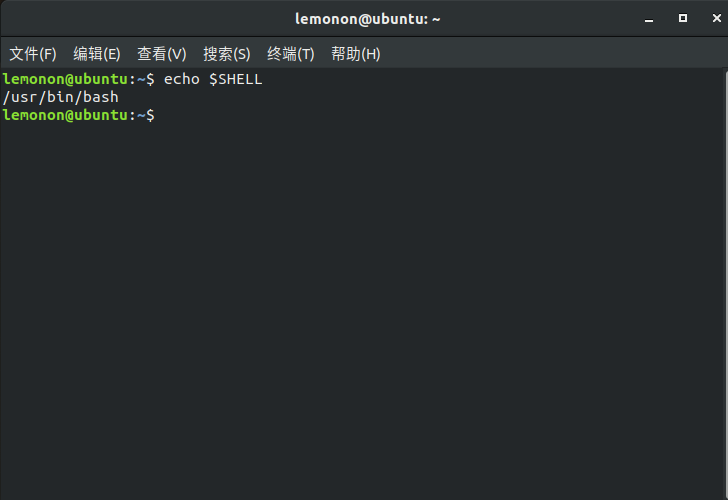 lemonon@ubuntu: ~
文件(F) 编辑(E) 查看(V) 搜索(S) 终端(T) 帮助(H)
lemonon@ubuntu:~$ echo $SHELL
/usr/bin/bash
lemonon@ubuntu:~$